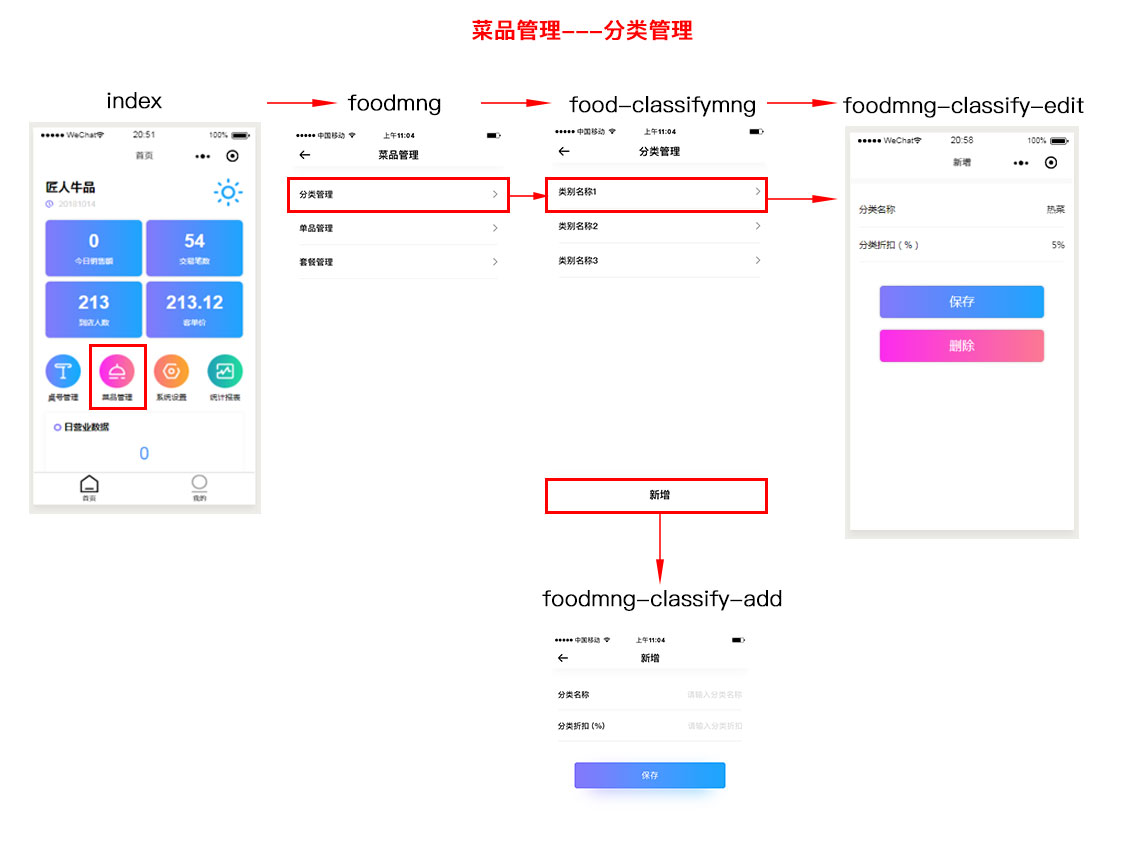 菜品管理---分类管理
index
foodmng
food-classifymng
foodmng-classify-edit
WeChat 20:51 100%
首页
匠人牛品
20181014
0
今日销售额
54
交易笔数
213
到店人数
213.12
客单价
桌号管理
菜品管理
系统设置
统计报表
日营业数据
0
首页
我的
中国移动 上午11:04
菜品管理
分类管理
单品管理
套餐管理
中国移动 上午11:04
分类管理
类别名称1
类别名称2
类别名称3
新增
WeChat 20:58 100%
新增
分类名称 热菜
分类折扣 ( % ) 5%
保存
删除
foodmng-classify-add
中国移动 上午11:04
新增
分类名称 请输入分类名称
分类折扣 (%) 请输入分类折扣
保存